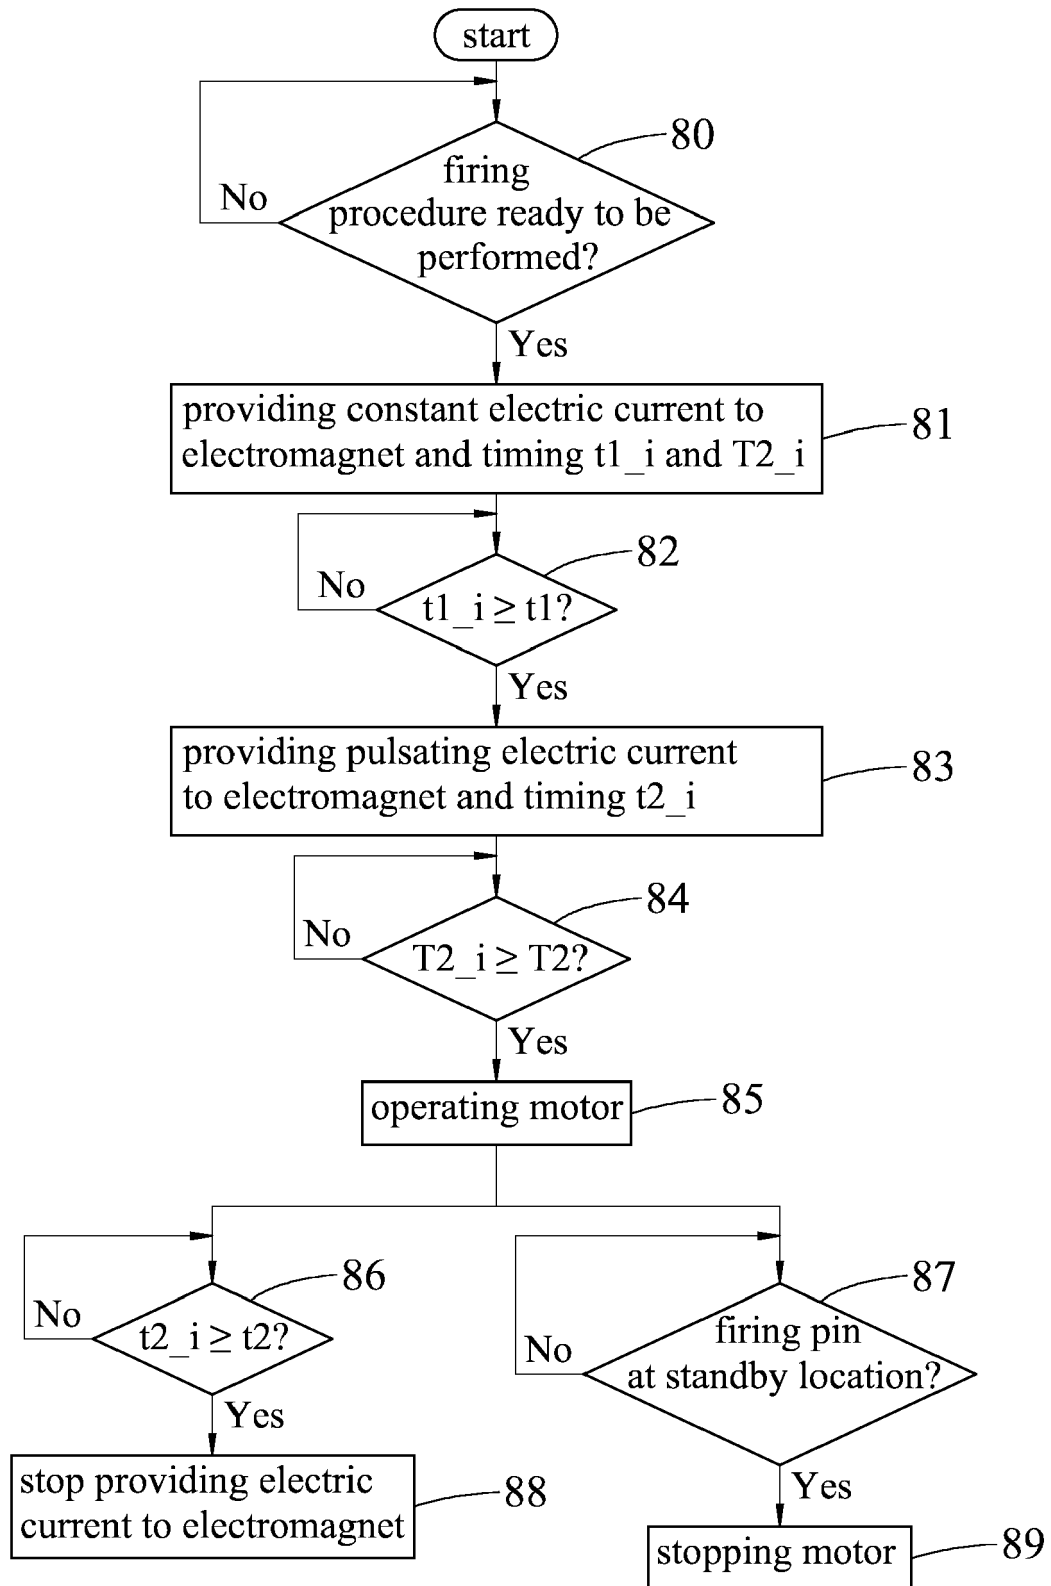 start
80
firing
procedure ready to be
performed?
No
Yes
providing constant electric current to
electromagnet and timing t1_i and T2_i
81
82
No
t1_i ≥ t1?
Yes
providing pulsating electric current
to electromagnet and timing t2_i
83
84
No
T2_i ≥ T2?
Yes
operating motor
85
86
No
t2_i ≥ t2?
Yes
stop providing electric
current to electromagnet
88
87
firing pin
at standby location?
No
Yes
stopping motor
89